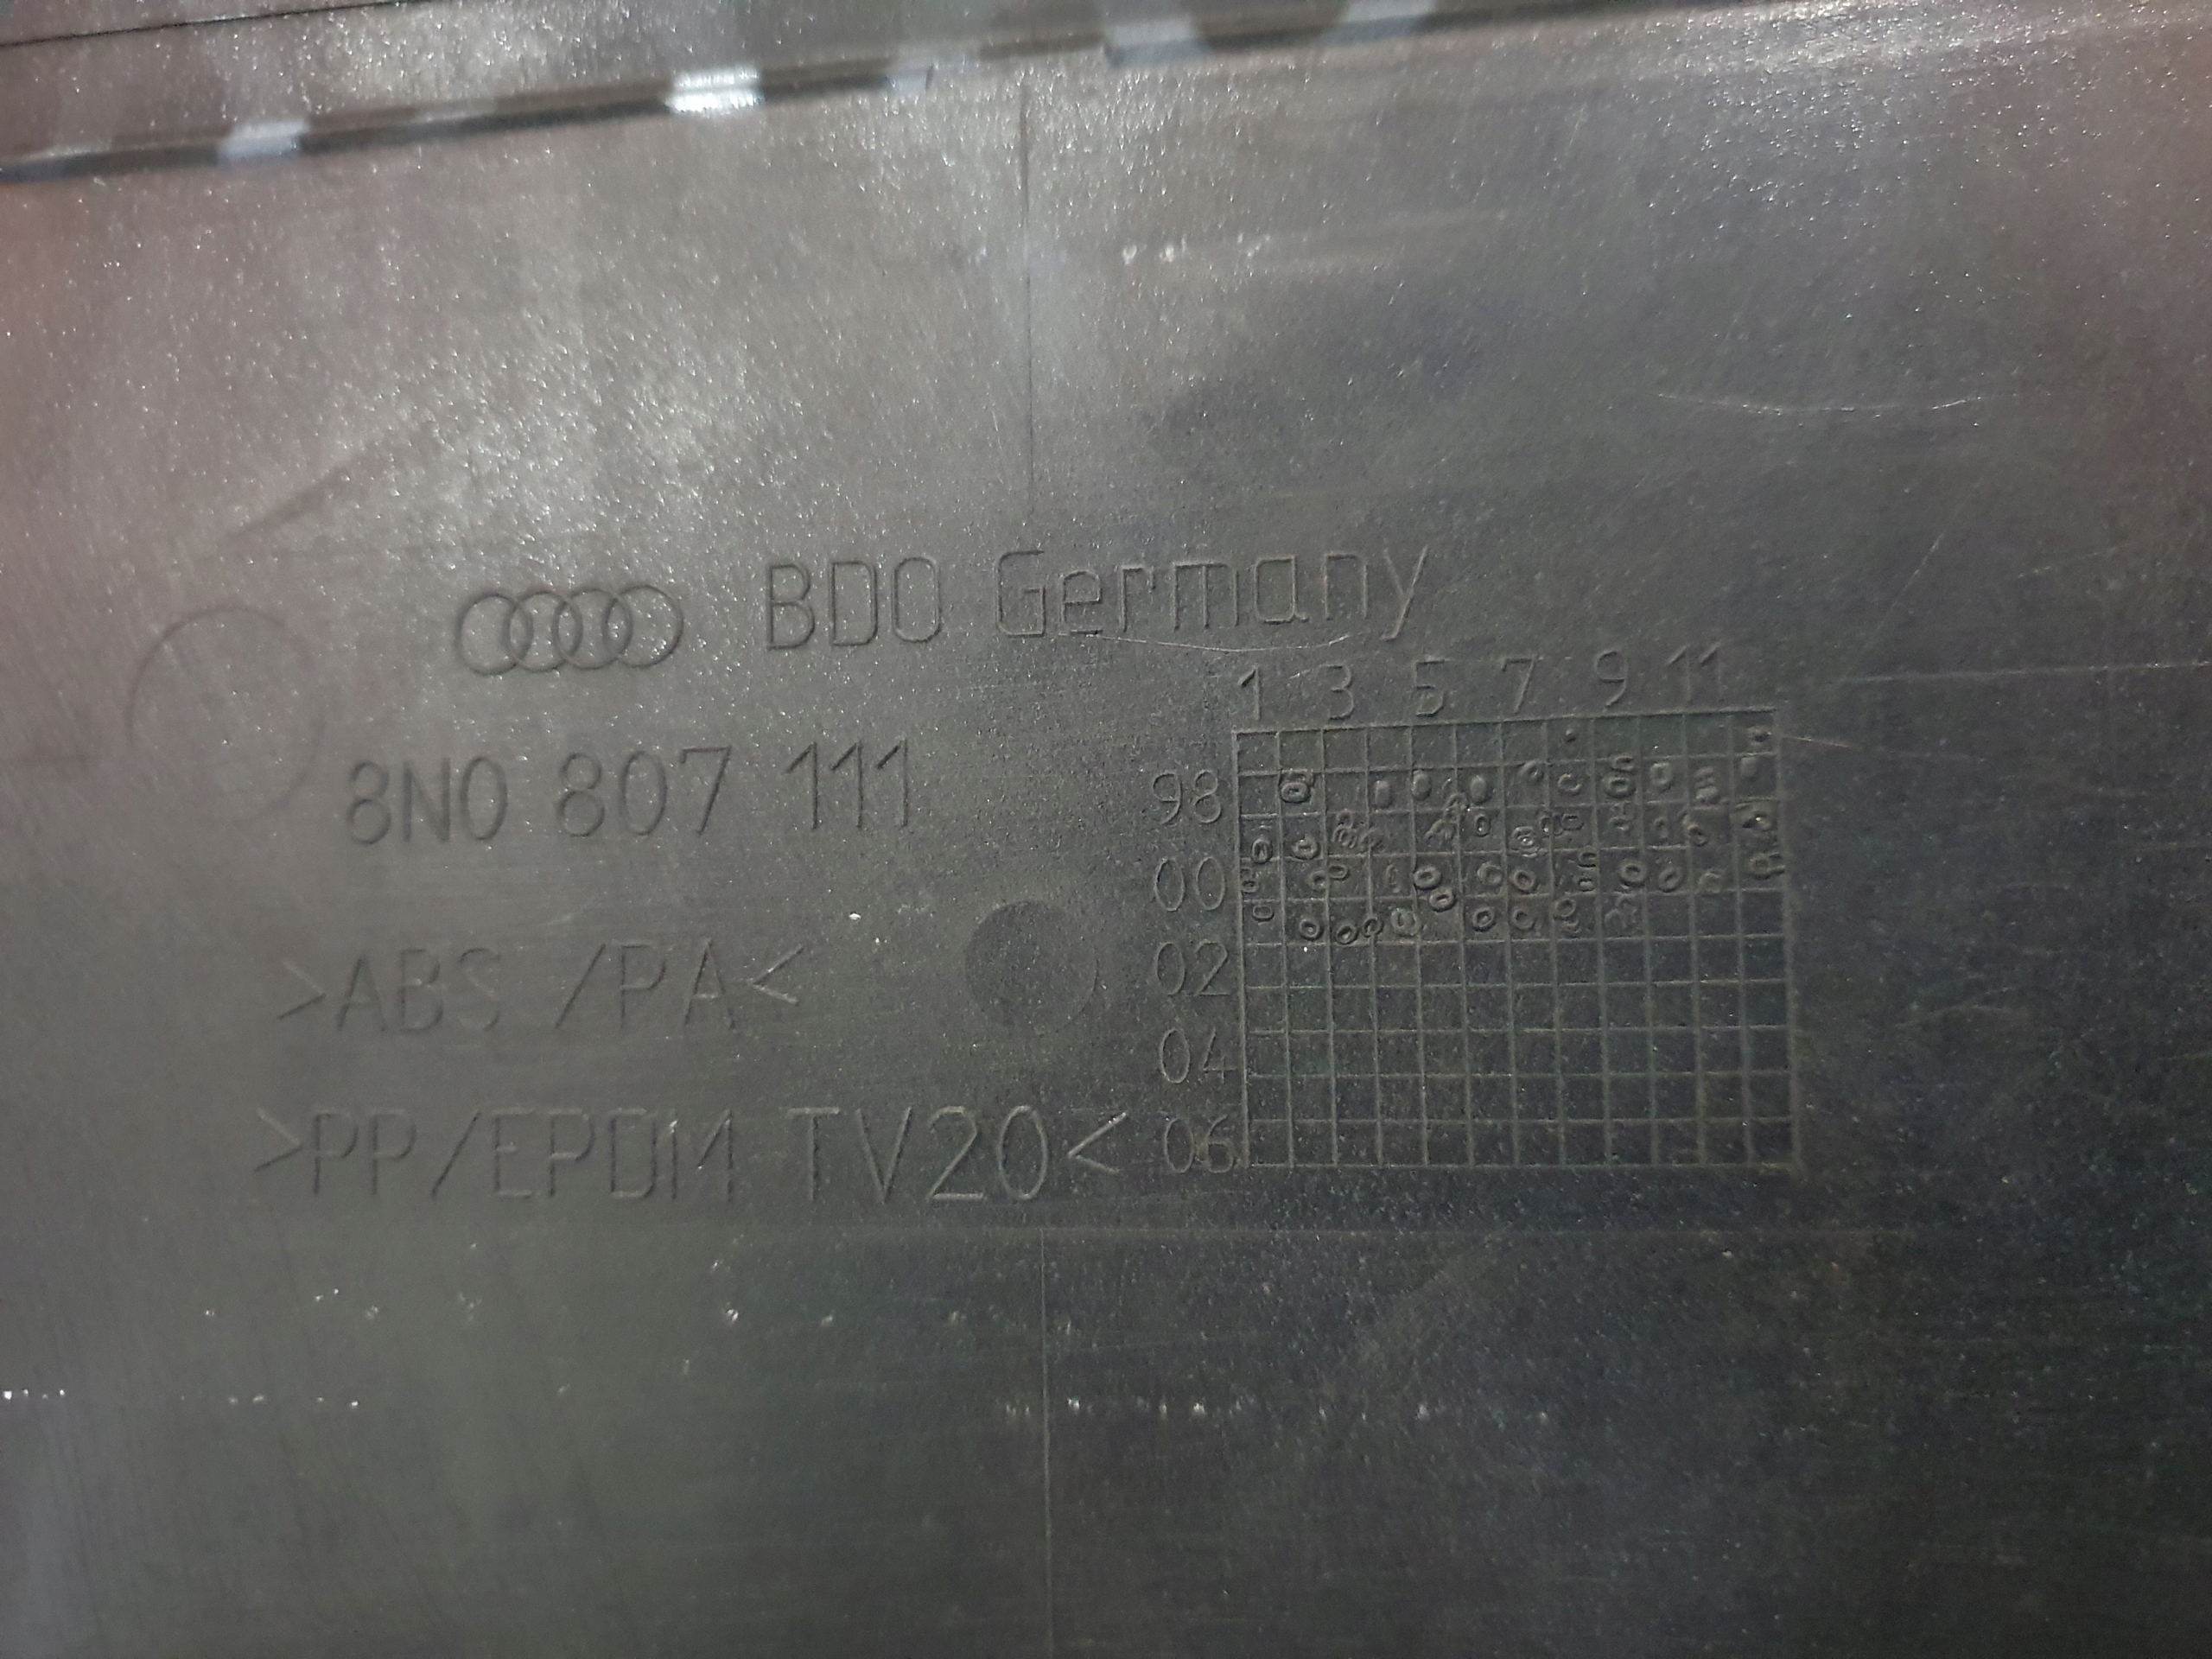 BDO Germany
8N0 807 111
>ABS /PA<
>PP/EPDM TV20<
1 3 5 7 9 11
98
00
02
04
06